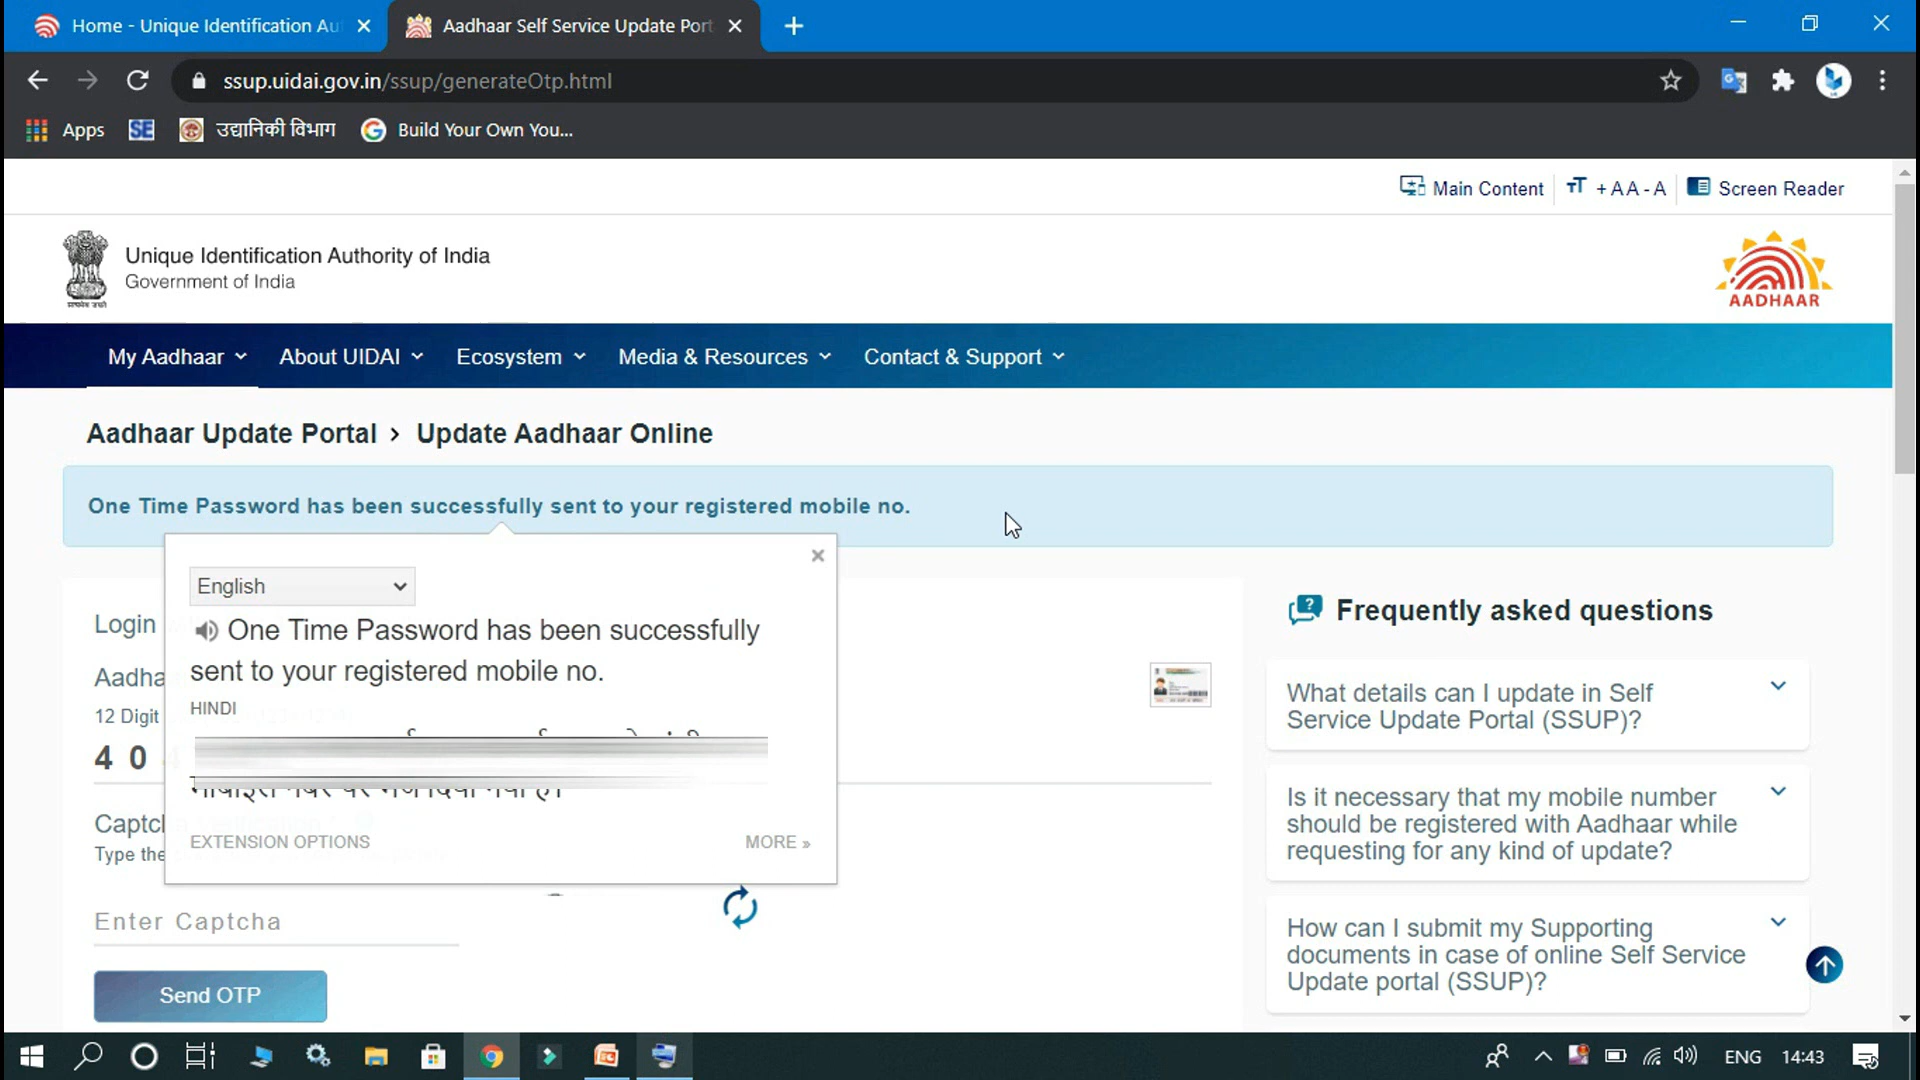 Home - Unique Identification Au
Aadhaar Self Service Update Port
ssup.uidai.gov.in/ssup/generateOtp.html
Apps
SE
उद्यानिकी विभाग
Build Your Own You...
Main Content
+ A A - A
Screen Reader
Unique Identification Authority of India
Government of India
AADHAAR
My Aadhaar
About UIDAI
Ecosystem
Media & Resources
Contact & Support
Aadhaar Update Portal › Update Aadhaar Online
One Time Password has been successfully sent to your registered mobile no.
English
One Time Password has been successfully
sent to your registered mobile no.
HINDI
EXTENSION OPTIONS
MORE »
Login
Aadha
12 Digit
4 0
Captch
Type the
Enter Captcha
Send OTP
Frequently asked questions
What details can I update in Self
Service Update Portal (SSUP)?
Is it necessary that my mobile number
should be registered with Aadhaar while
requesting for any kind of update?
How can I submit my Supporting
documents in case of online Self Service
Update portal (SSUP)?
ENG
14:43